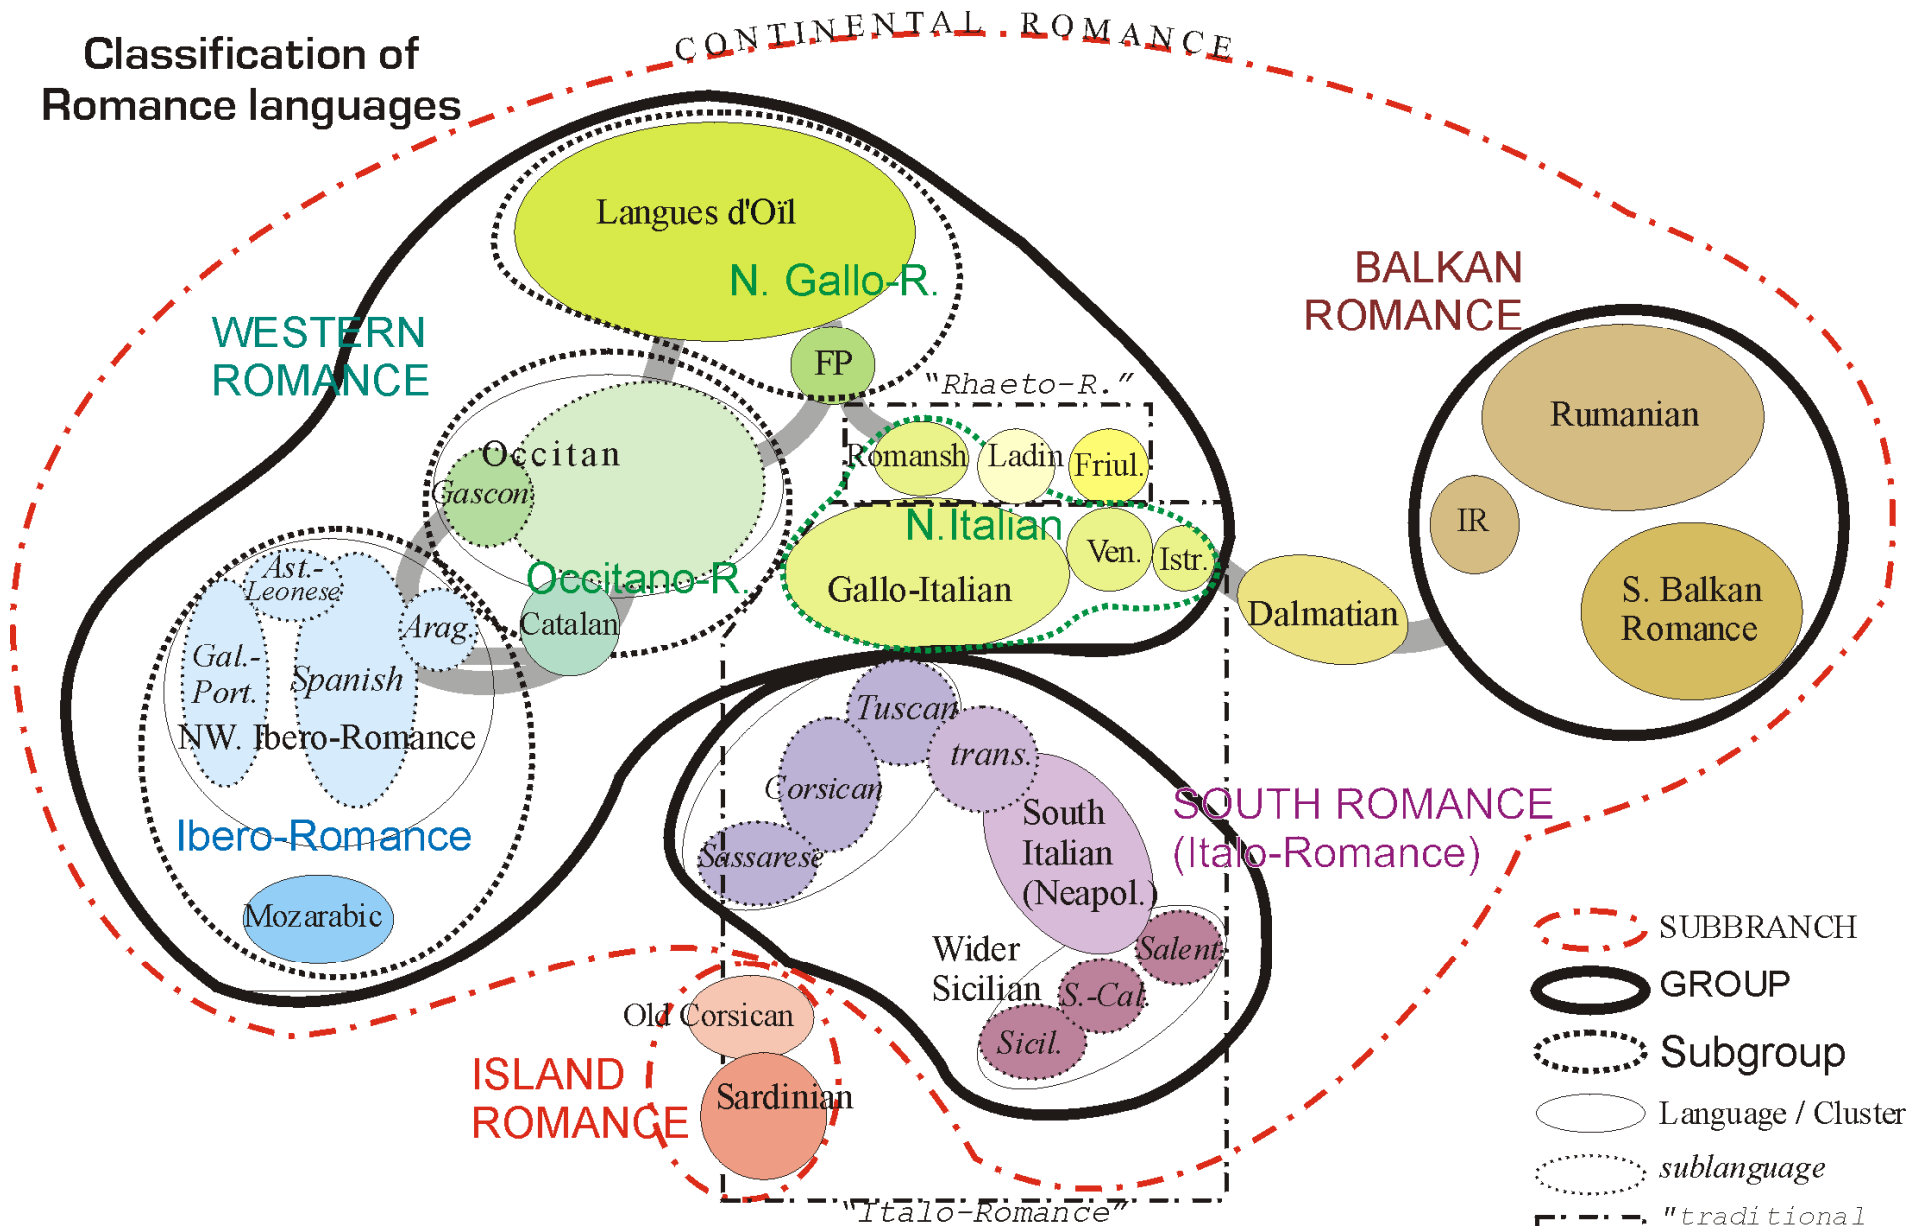 CONTINENTAL ROMANCE
Classification of
Romance languages
Langues d'Oïl
N. Gallo-R.
WESTERN
ROMANCE
BALKAN
ROMANCE
FP
"Rhaeto-R."
Rumanian
Occitan
Gascon
Romansh
Ladin
Friul.
N.Italian
IR
Ven.
Istr.
Gallo-Italian
Dalmatian
S. Balkan
Romance
Occitano-R.
Catalan
Ast.-
Leonese
Arag.
Gal.-
Port.
Spanish
NW. Ibero-Romance
Ibero-Romance
Mozarabic
Tuscan
trans.
Corsican
Sassarese
South
Italian
(Neapol.)
SOUTH ROMANCE
(Italo-Romance)
Wider
Sicilian
Salent.
S.-Cal.
Sicil.
Old Corsican
Sardinian
ISLAND
ROMANCE
"Italo-Romance"
SUBBRANCH
GROUP
Subgroup
Language / Cluster
sublanguage
"traditional